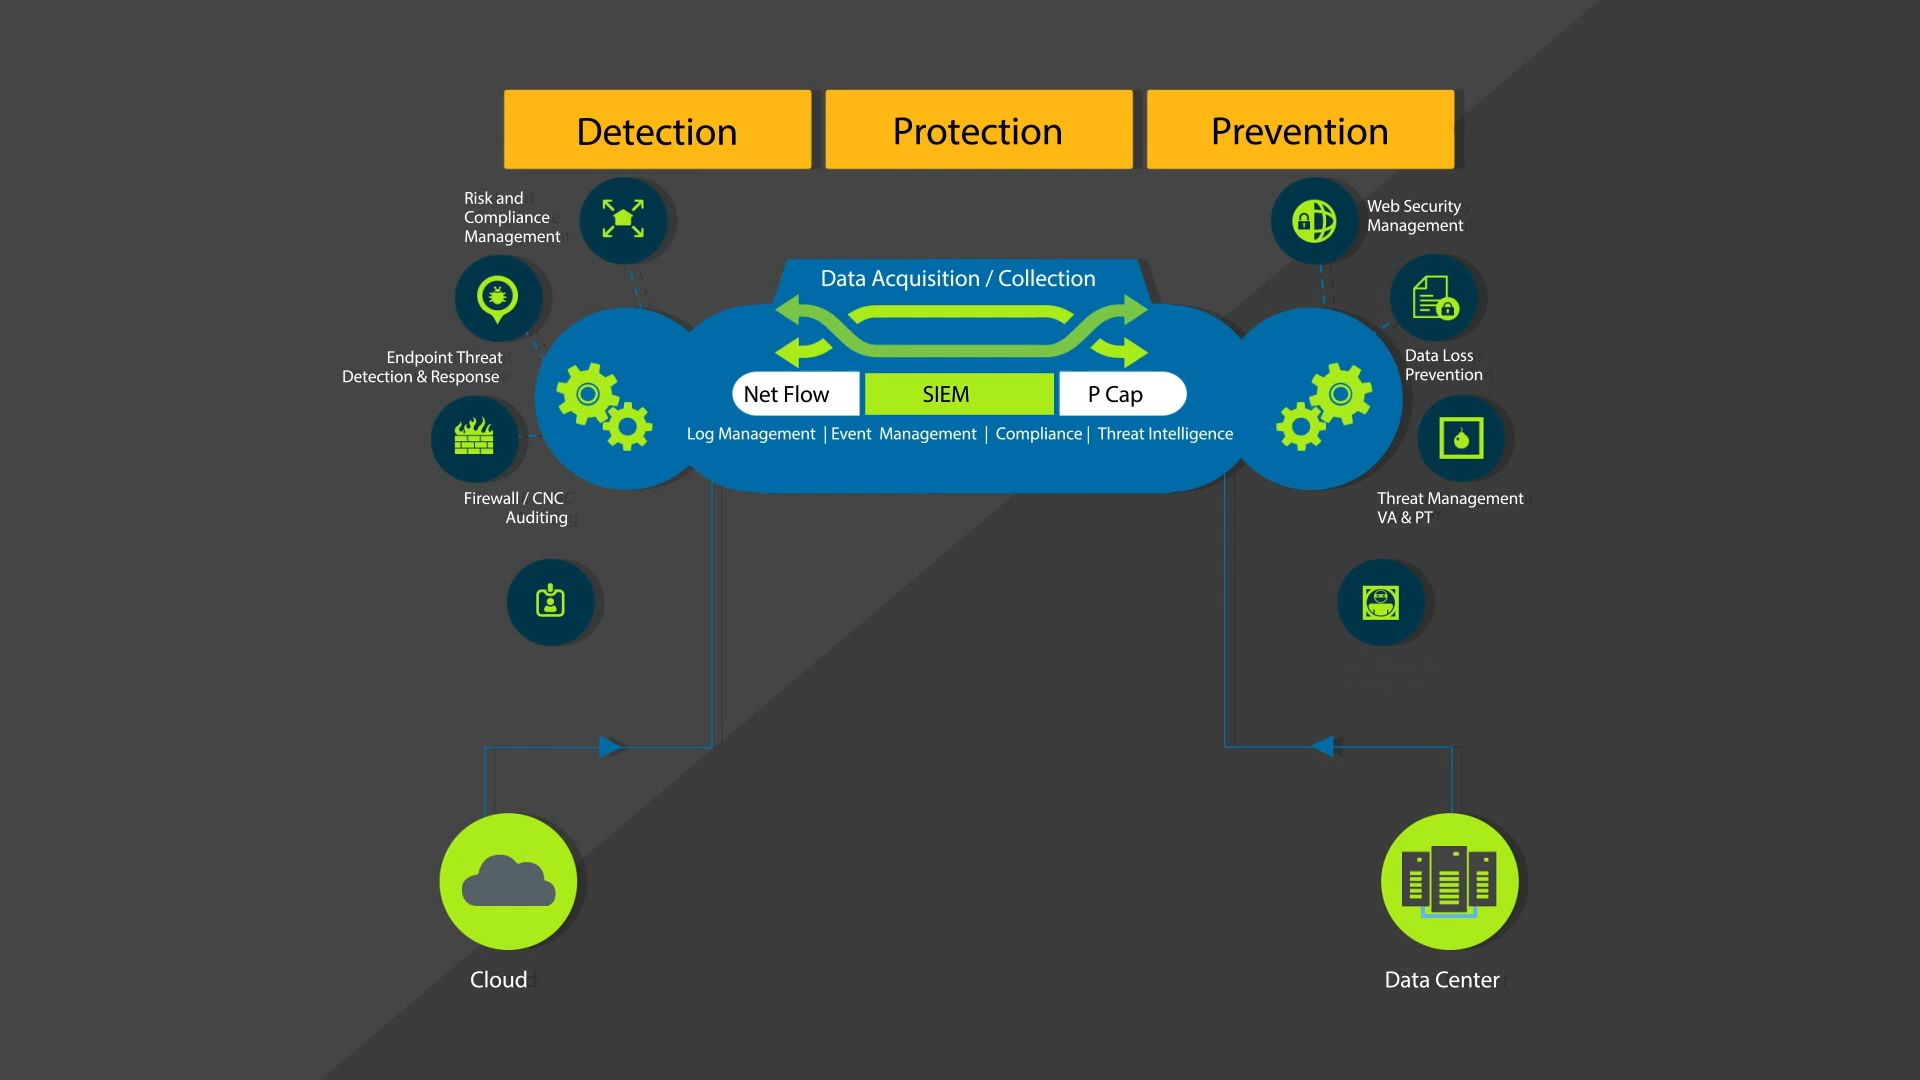 Detection
Protection
Prevention
Risk and
Compliance
Management
Web Security
Management
Data Acquisition / Collection
Endpoint Threat
Detection & Response
Data Loss
Prevention
Net Flow
SIEM
P Cap
Log Management | Event Management | Compliance | Threat Intelligence
Firewall / CNC
Auditing
Threat Management
VA & PT
Cloud
Data Center